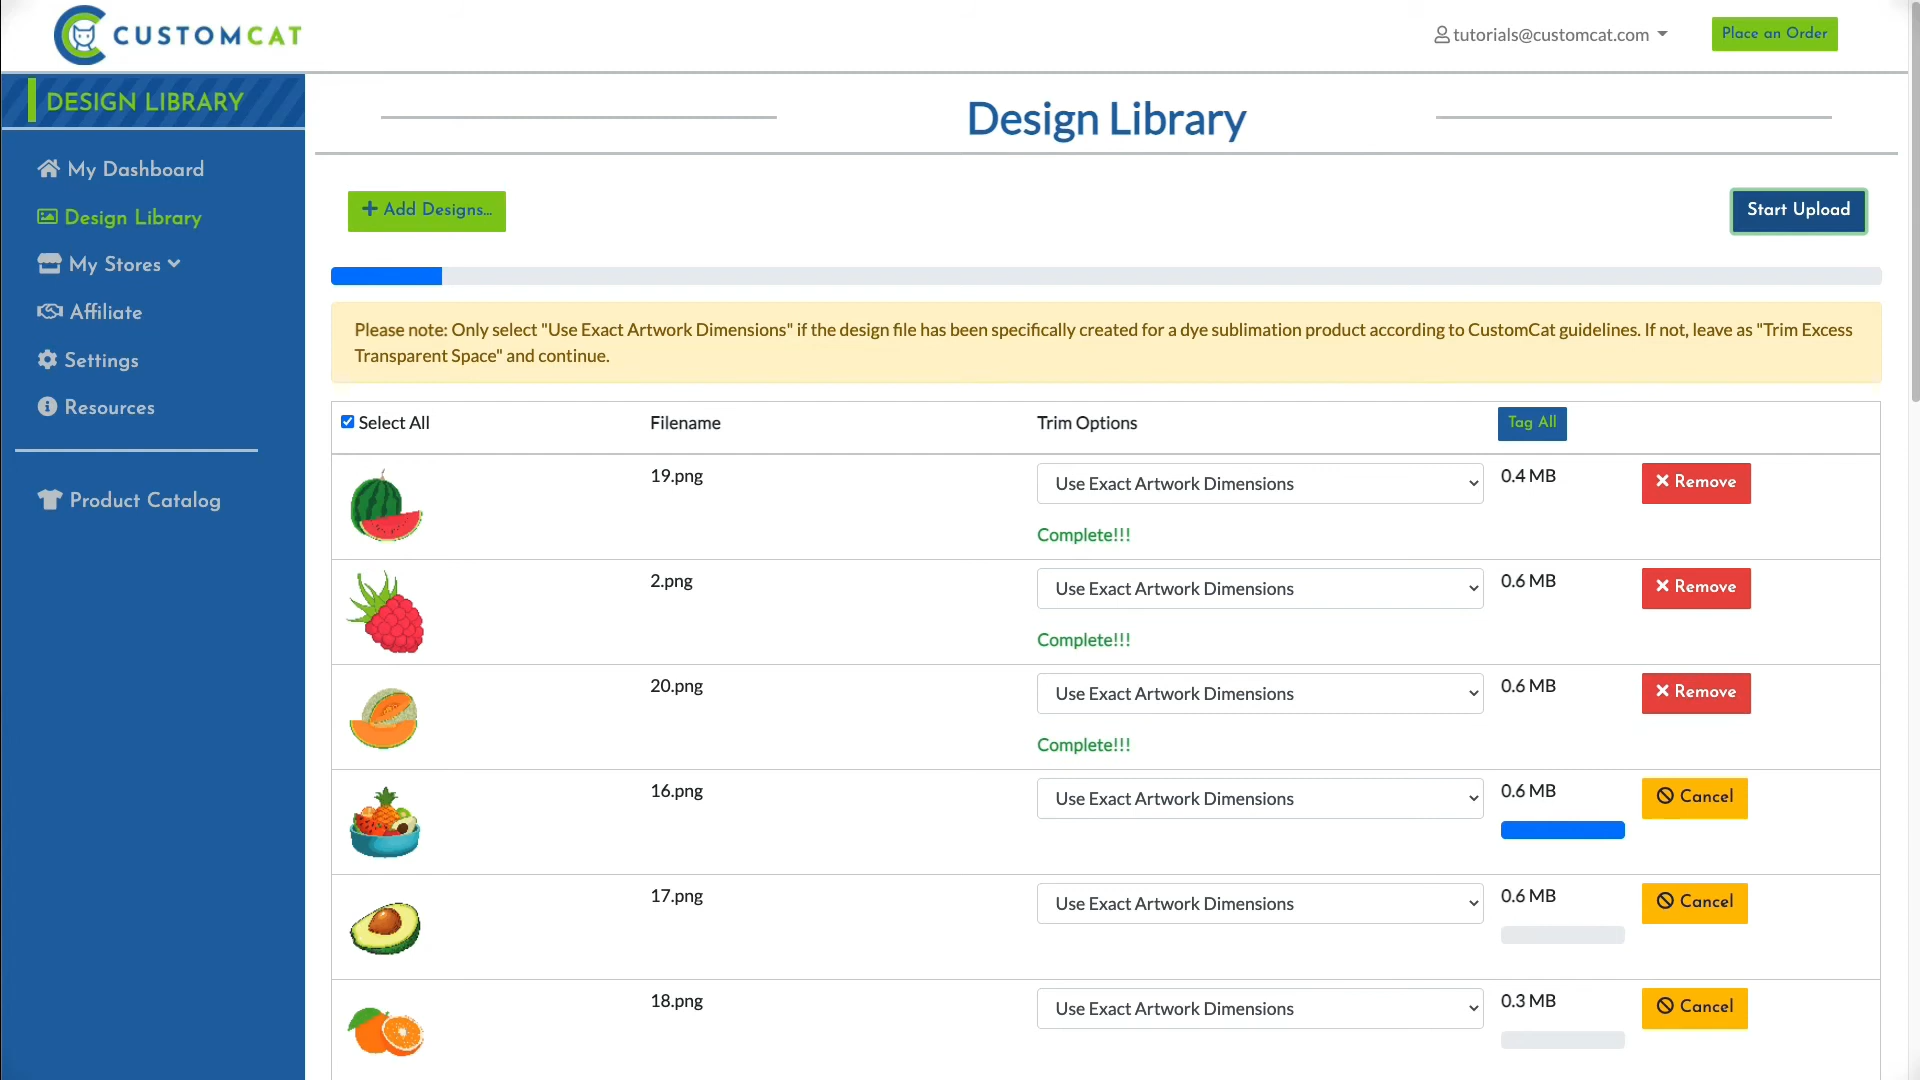 CUSTOMCAT
tutorials@customcat.com
Place an Order
DESIGN LIBRARY
My Dashboard
Design Library
My Stores
Affiliate
Settings
Resources
Product Catalog
Design Library
Add Designs...
Start Upload
Please note: Only select "Use Exact Artwork Dimensions" if the design file has been specifically created for a dye sublimation product according to CustomCat guidelines. If not, leave as "Trim Excess
Transparent Space" and continue.
Select All Filename Trim Options Tag All
19.png Use Exact Artwork Dimensions 0.4 MB Remove
Complete!!!
2.png Use Exact Artwork Dimensions 0.6 MB Remove
Complete!!!
20.png Use Exact Artwork Dimensions 0.6 MB Remove
Complete!!!
16.png Use Exact Artwork Dimensions 0.6 MB Cancel
17.png Use Exact Artwork Dimensions 0.6 MB Cancel
18.png Use Exact Artwork Dimensions 0.3 MB Cancel